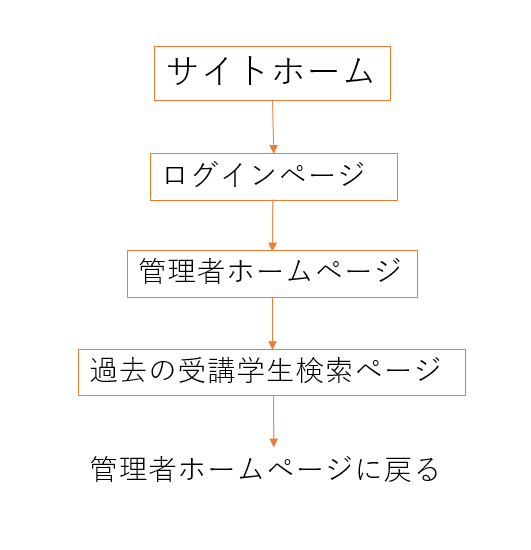 サイトホーム
ログインページ
管理者ホームページ
過去の受講学生検索ページ
管理者ホームページに戻る